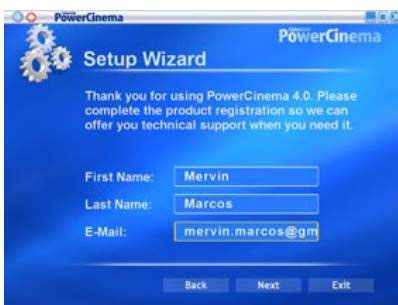 PowerCinema
PowerCinema
Setup Wizard
Thank you for using PowerCinema 4.0. Please
complete the product registration so we can
offer you technical support when you need it.
First Name: Mervin
Last Name: Marcos
E-Mail: mervin.marcos@gm
Back Next Exit